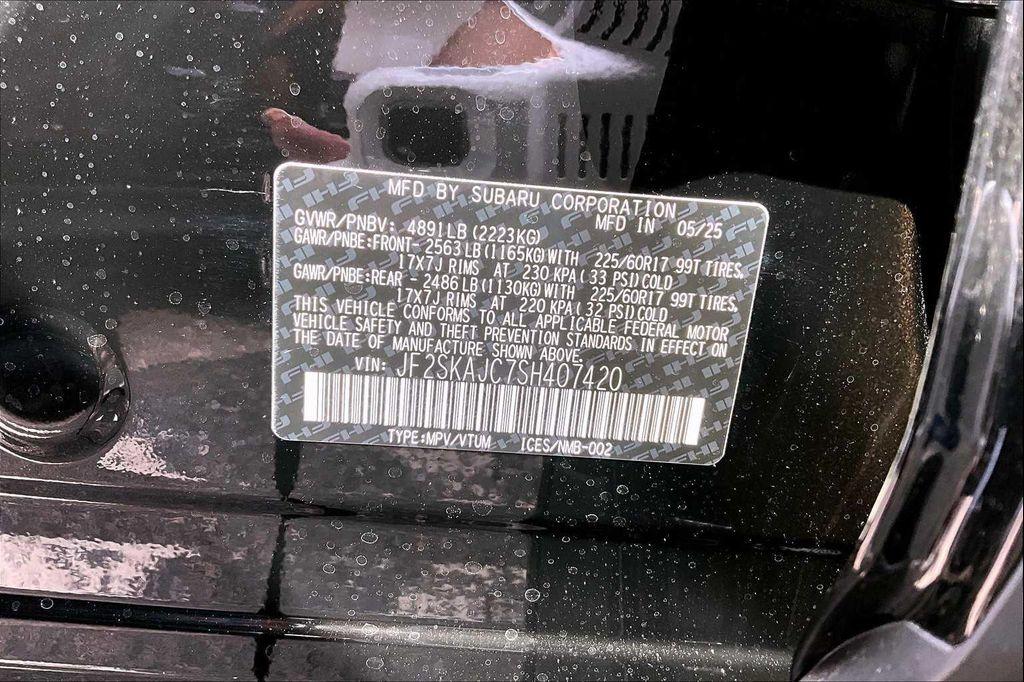 MFD BY SUBARU CORPORATION
GVWR/PNBV: 4891LB (2223KG) MFD IN 05/25
GAWR/PNBE:FRONT- 2563LB (1165KG)WITH 225/60R17 99T TIRES,
17X7J RIMS AT 230 KPA ( 33 PSI)COLD
GAWR/PNBE:REAR - 2486LB (1130KG)WITH 225/60R17 99T TIRES,
17X7J RIMS AT 220 KPA ( 32 PSI)COLD
THIS VEHICLE CONFORMS TO ALL APPLICABLE FEDERAL MOTOR
VEHICLE SAFETY AND THEFT PREVENTION STANDARDS IN EFFECT ON
THE DATE OF MANUFACTURE SHOWN ABOVE.
VIN: JF2SKAJC7SH407420
TYPE:MPV/VTUM ICES/NMB-002